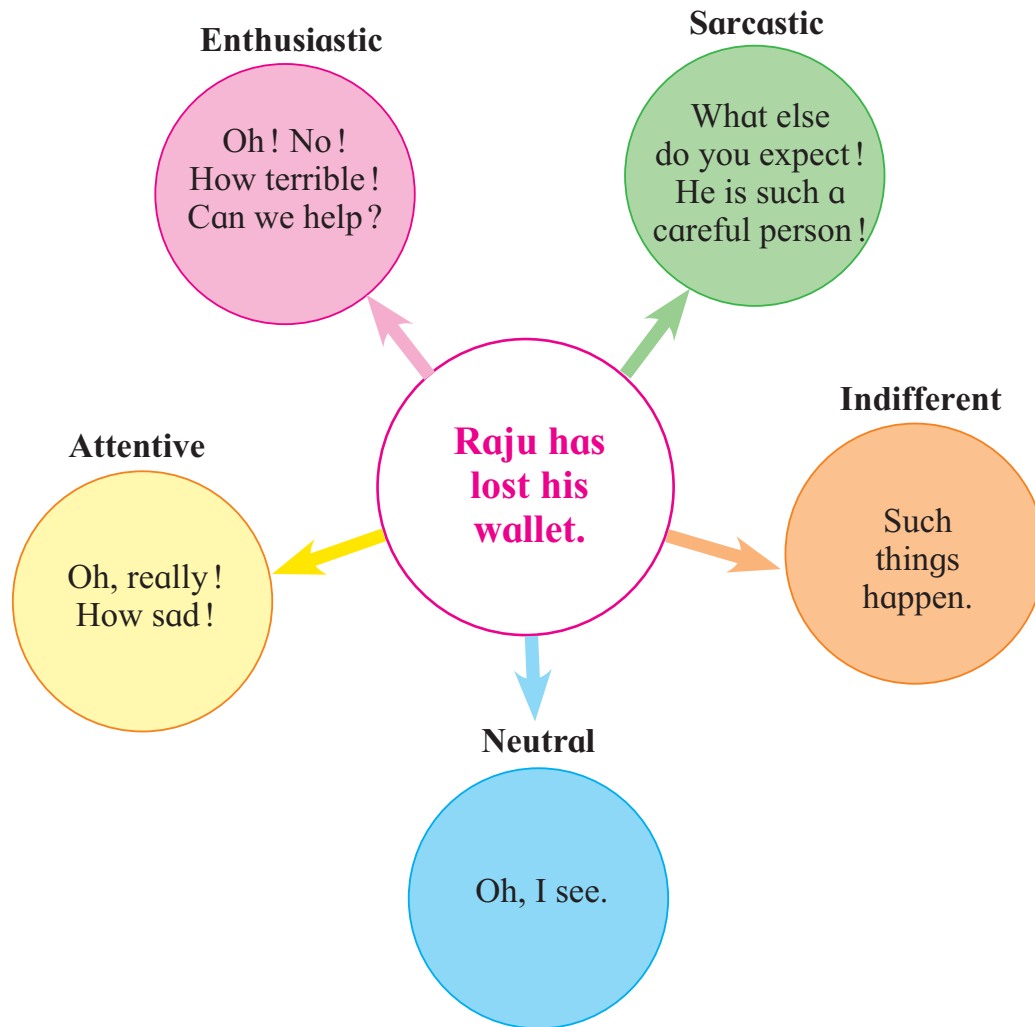 Enthusiastic
Oh! No!
How terrible!
Can we help?
Sarcastic
What else
do you expect!
He is such a
careful person!
Raju has
lost his
wallet.
Attentive
Oh, really!
How sad!
Indifferent
Such
things
happen.
Neutral
Oh, I see.